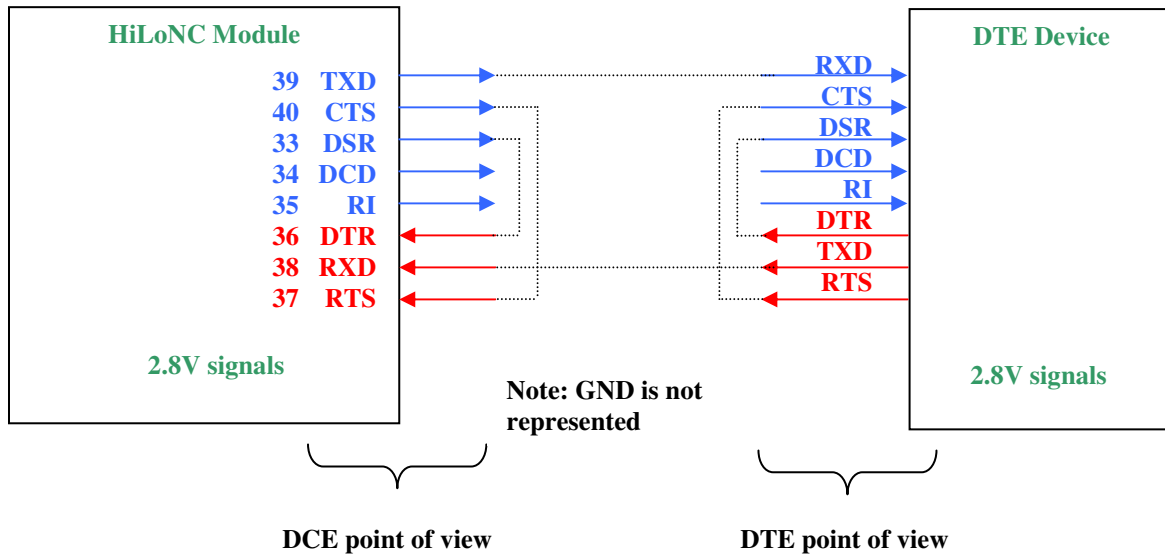 HiLoNC Module
39 TXD
40 CTS
33 DSR
34 DCD
35 RI
36 DTR
38 RXD
37 RTS
2.8V signals
DTE Device
RXD
CTS
DSR
DCD
RI
DTR
TXD
RTS
2.8V signals
Note: GND is not
represented
DCE point of view
DTE point of view